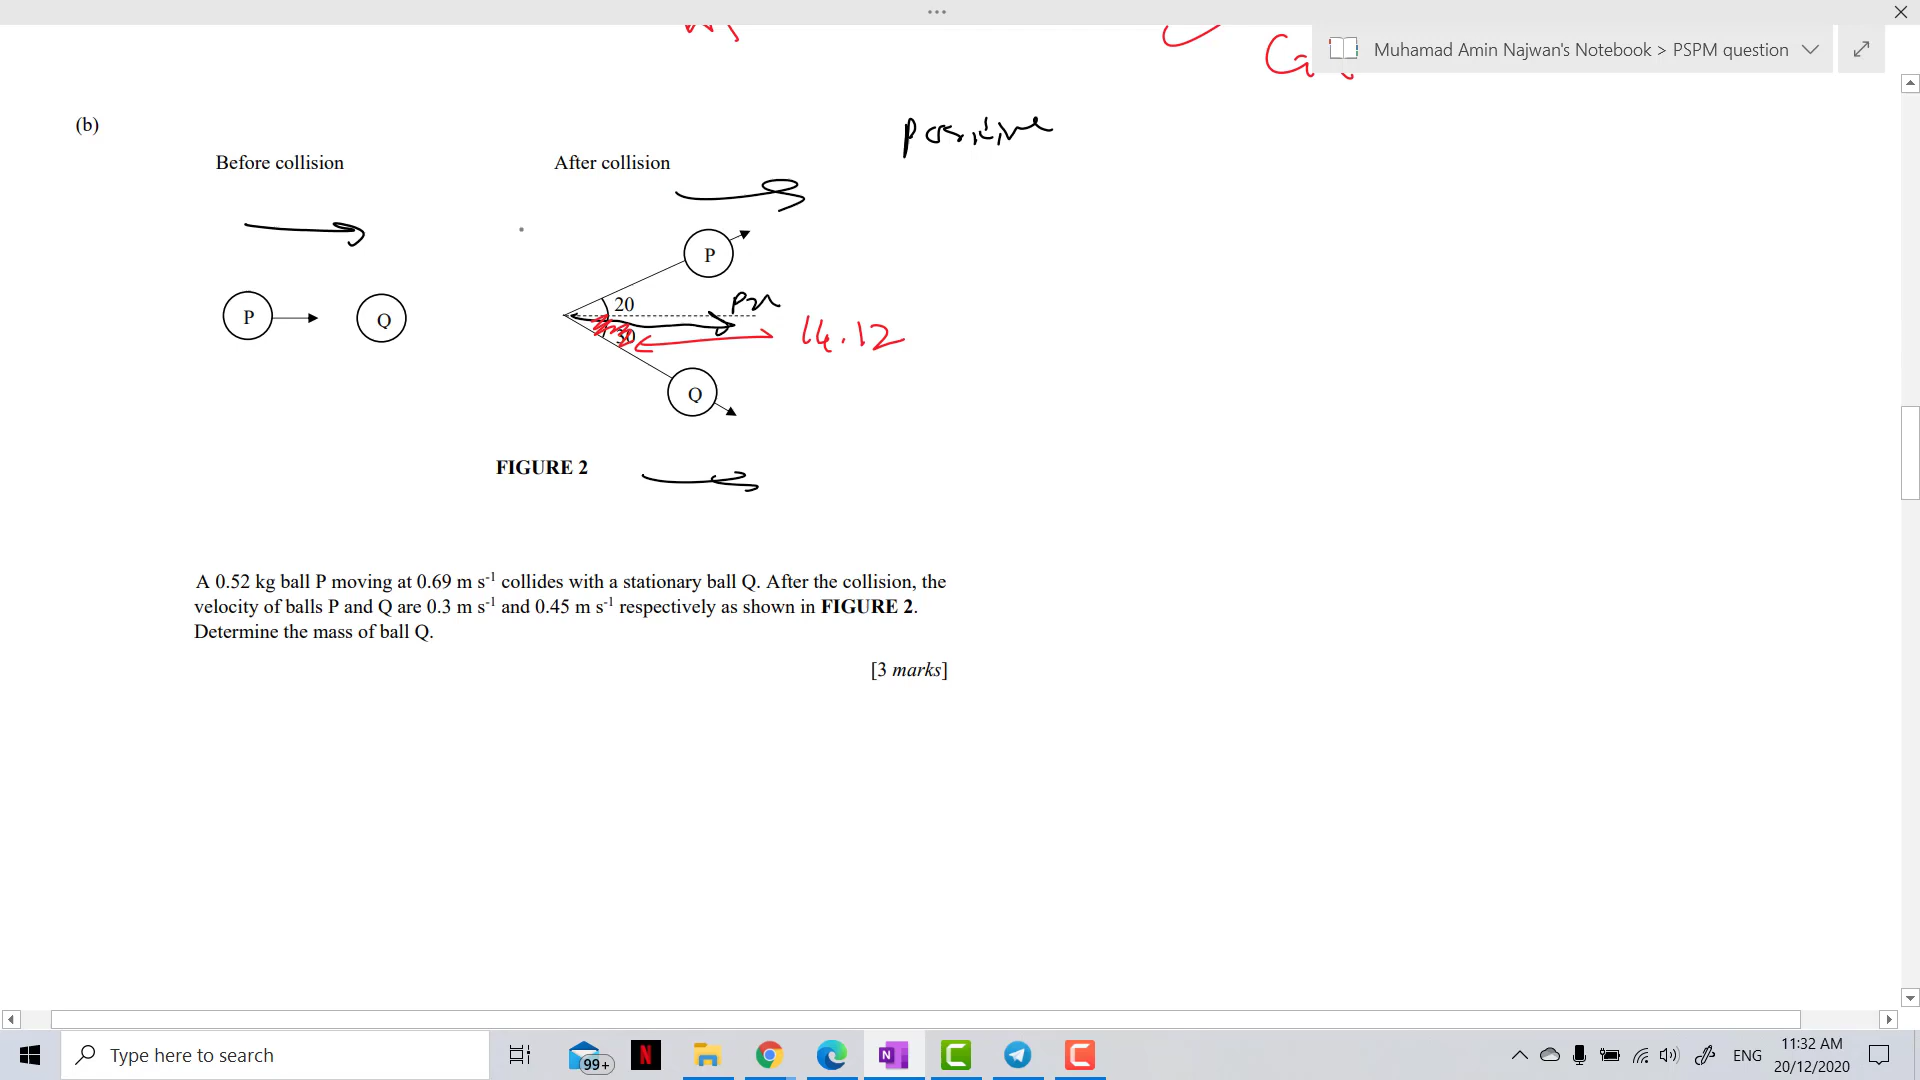 Muhamad Amin Najwan's Notebook > PSPM question
(b)
positive
Before collision
After collision
P
P
Q
20
Px
30
14.12
Q
FIGURE 2
A 0.52 kg ball P moving at 0.69 m s-1 collides with a stationary ball Q. After the collision, the
velocity of balls P and Q are 0.3 m s-1 and 0.45 m s-1 respectively as shown in FIGURE 2.
Determine the mass of ball Q.
[3 marks]
Type here to search
99+
N
N
C
C
ENG
11:32 AM
20/12/2020